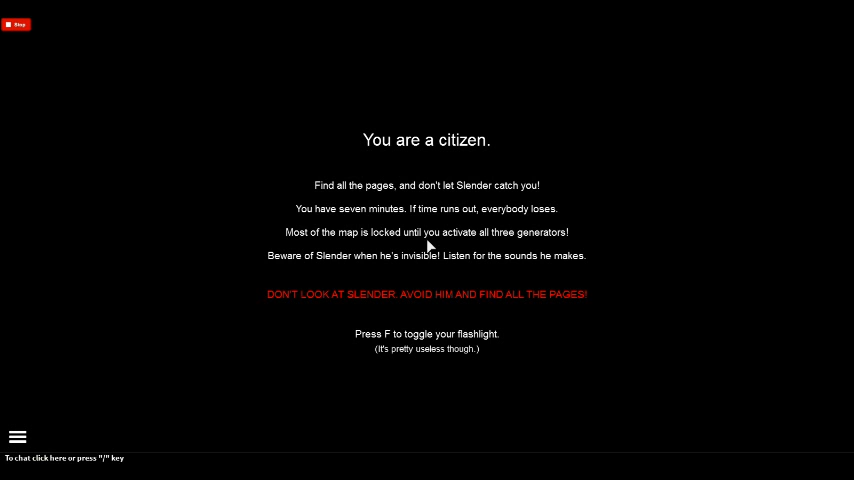 Stop
You are a citizen.
Find all the pages, and don't let Slender catch you!
You have seven minutes. If time runs out, everybody loses.
Most of the map is locked until you activate all three generators!
Beware of Slender when he's invisible! Listen for the sounds he makes.
DON'T LOOK AT SLENDER. AVOID HIM AND FIND ALL THE PAGES!
Press F to toggle your flashlight.
(It's pretty useless though.)
To chat click here or press "/" key